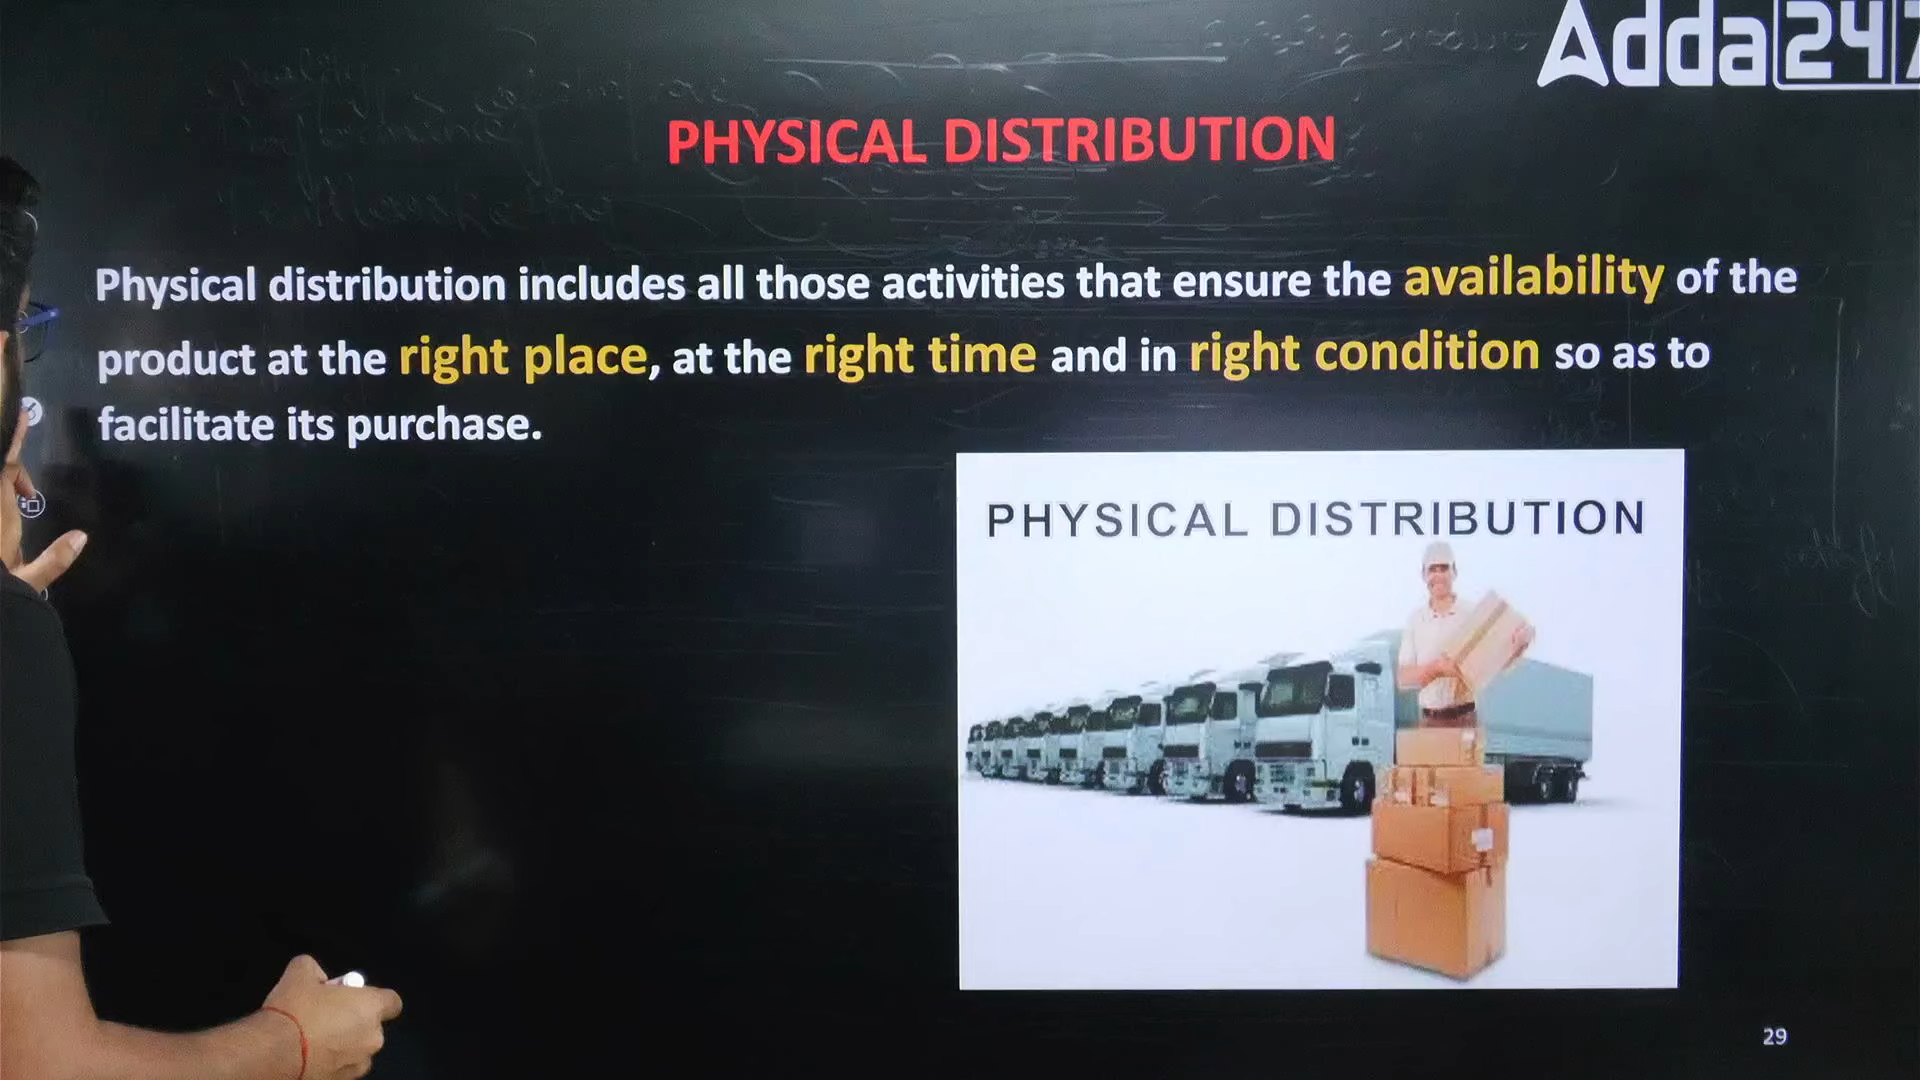 Adda247
PHYSICAL DISTRIBUTION
Physical distribution includes all those activities that ensure the availability of the
product at the right place, at the right time and in right condition so as to
facilitate its purchase.
PHYSICAL DISTRIBUTION
29